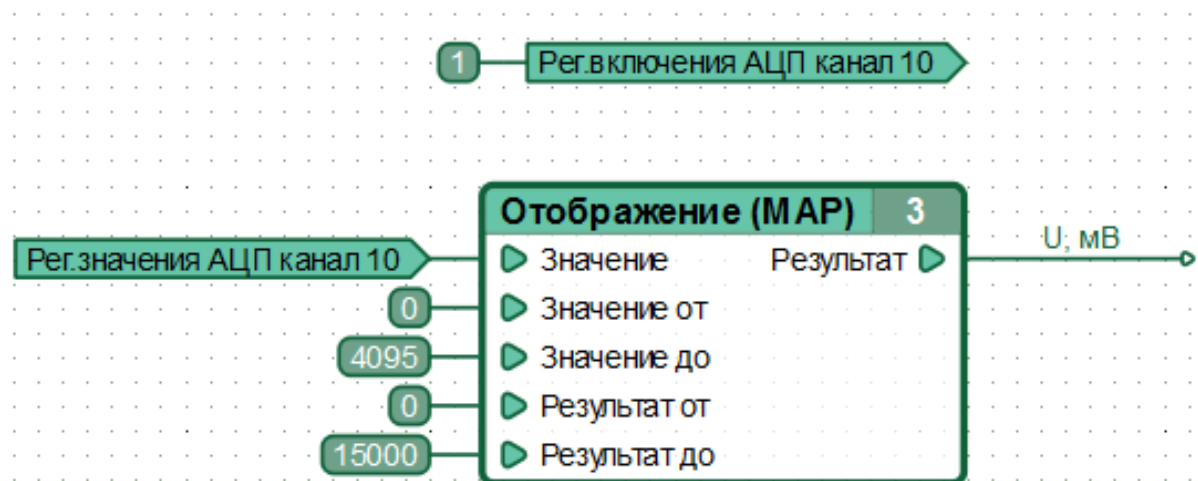 1 Рег.включения АЦП канал 10
Отображение (MAP) 3
Рег.значения АЦП канал 10 Значение Результат U, мВ
0 Значение от
4095 Значение до
0 Результат от
15000 Результат до